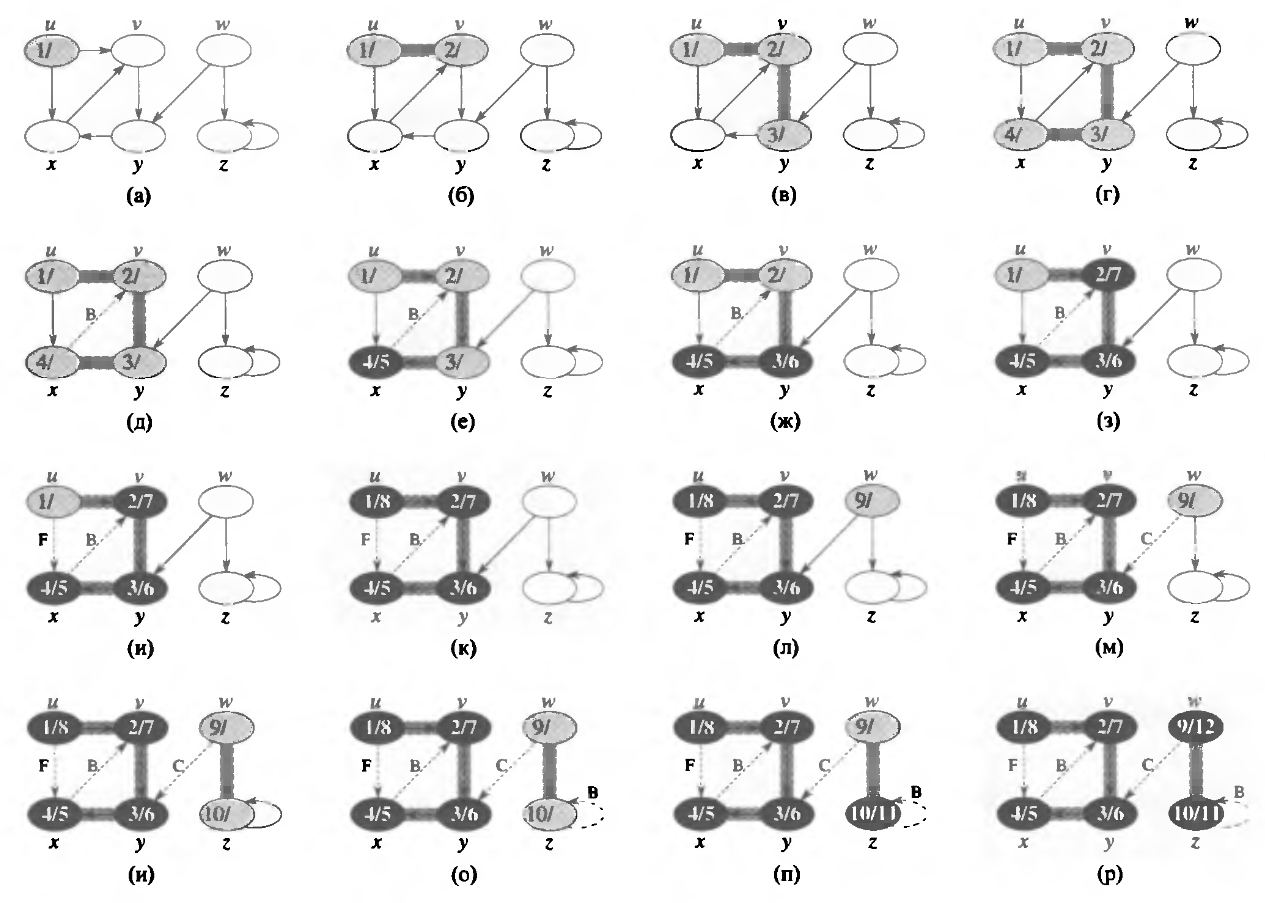 u v w u v w u v w u v w
1/ 1/ 2/ 1/ 2/ 1/ 2/
3/ 4/ 3/
x y z x y z x y z x y z
(а) (б) (в) (г)
u v w u v w u v w u v w
1/ 2/ 1/ 2/ 1/ 2/ 1/ 2/7
B B B B
4/ 3/ 4/5 3/ 4/5 3/6 4/5 3/6
x y z x y z x y z x y z
(д) (е) (ж) (з)
u v w u v w u v w u v w
1/ 2/7 1/8 2/7 1/8 2/7 9/ 1/8 2/7 9/
F B F B F B F B C
4/5 3/6 4/5 3/6 4/5 3/6 4/5 3/6
x y z x y z x y z x y z
(и) (к) (л) (м)
u v w u v w u v w u v w
1/8 2/7 9/ 1/8 2/7 9/ 1/8 2/7 9/ 1/8 2/7 9/12
F B C F B C F B C F B C
B B B
4/5 3/6 10/ 4/5 3/6 10/ 4/5 3/6 10/11 4/5 3/6 10/11
x y z x y z x y z x y z
(и) (о) (п) (р)